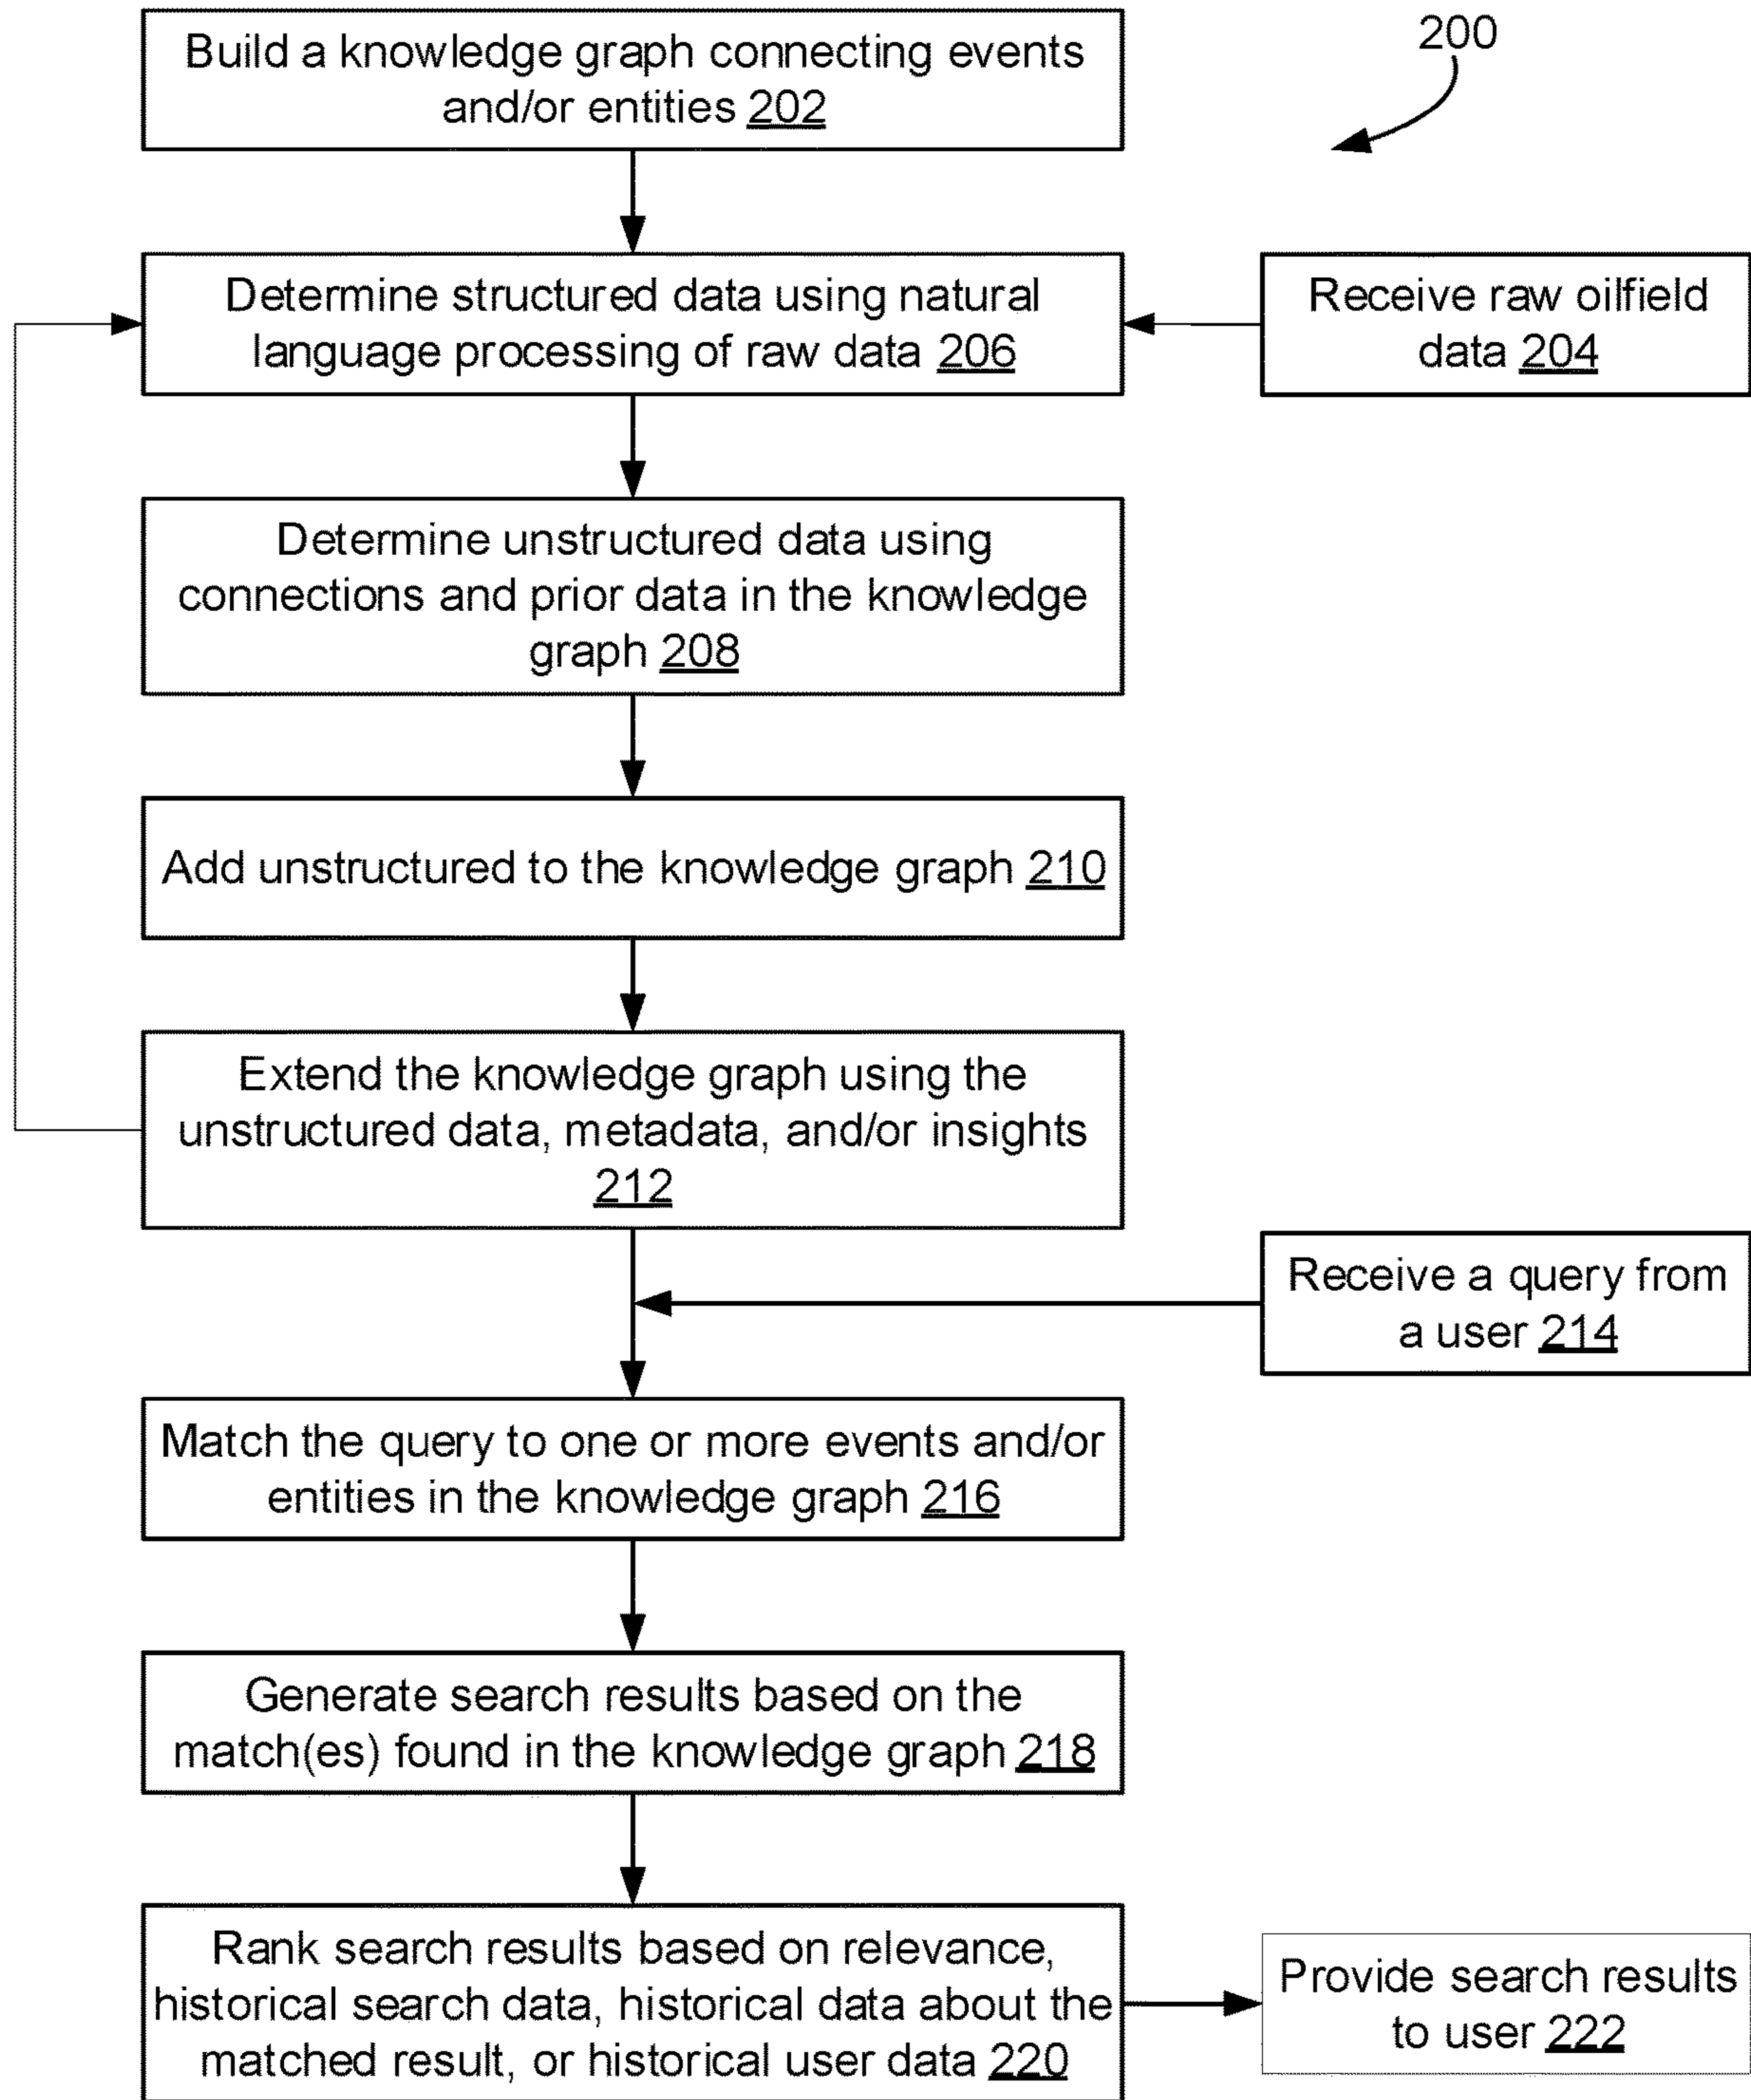 Build a knowledge graph connecting events
and/or entities 202
200
Determine structured data using natural
language processing of raw data 206
Receive raw oilfield
data 204
Determine unstructured data using
connections and prior data in the knowledge
graph 208
Add unstructured to the knowledge graph 210
Extend the knowledge graph using the
unstructured data, metadata, and/or insights
212
Receive a query from
a user 214
Match the query to one or more events and/or
entities in the knowledge graph 216
Generate search results based on the
match(es) found in the knowledge graph 218
Rank search results based on relevance,
historical search data, historical data about the
matched result, or historical user data 220
Provide search results
to user 222